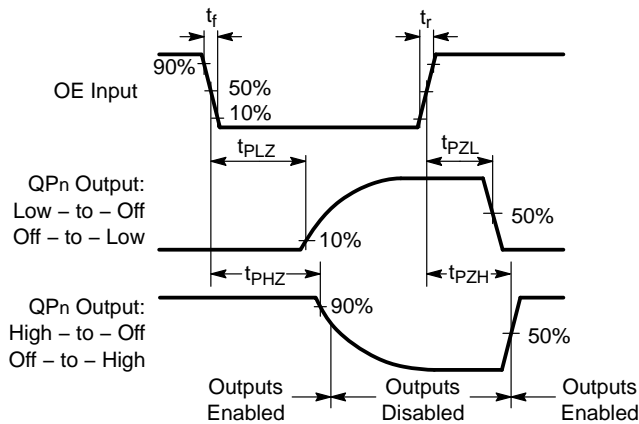 tf
tr
90%
OE Input
50%
10%
tPLZ
tPZL
QPn Output:
Low – to – Off
Off – to – Low
50%
10%
tPHZ
tPZH
QPn Output:
High – to – Off
Off – to – High
90%
50%
Outputs
Enabled
Outputs
Disabled
Outputs
Enabled